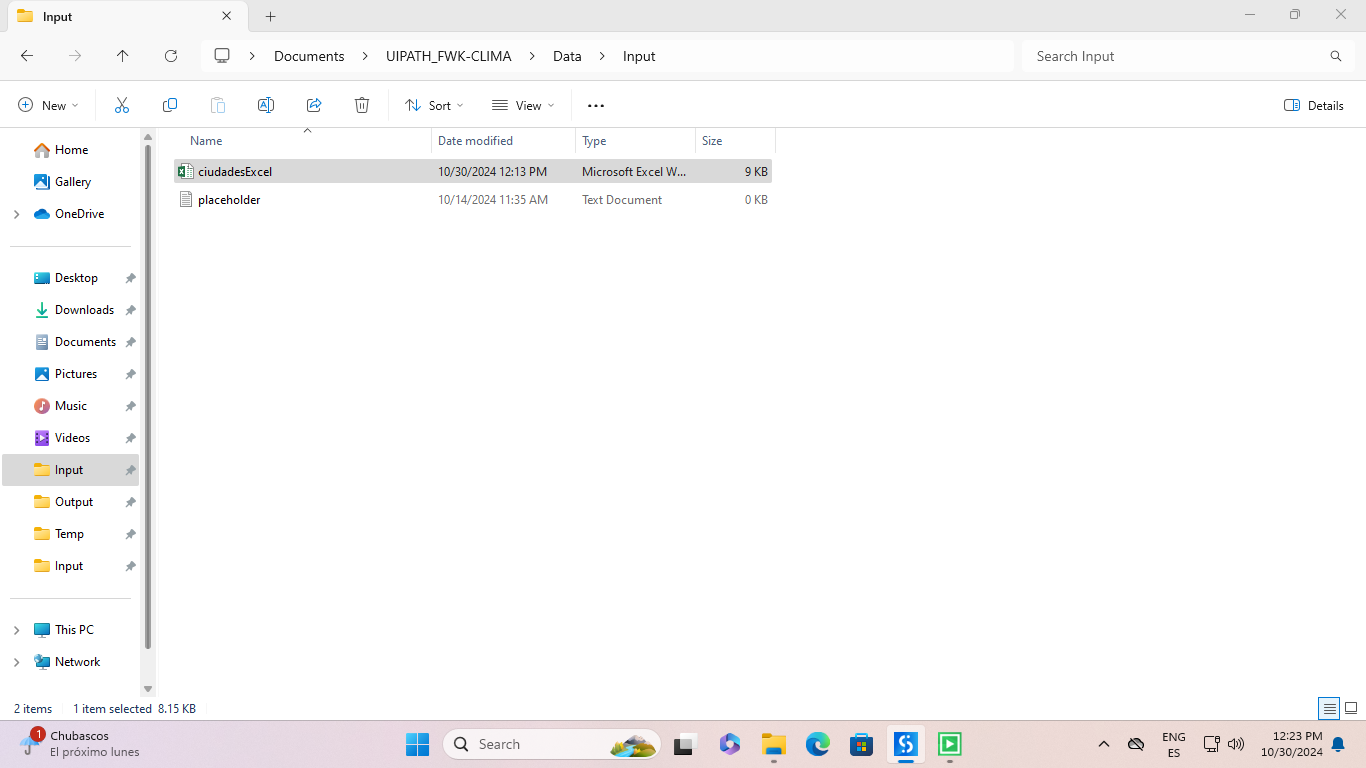 Input
Documents
UIPATH_FWK-CLIMA
Data
Input
Search Input
New
Sort
View
Details
Name
Date modified
Type
Size
ciudadesExcel
10/30/2024 12:13 PM
Microsoft Excel W...
9 KB
placeholder
10/14/2024 11:35 AM
Text Document
0 KB
Home
Gallery
OneDrive
Desktop
Downloads
Documents
Pictures
Music
Videos
Input
Output
Temp
Input
This PC
Network
2 items
1 item selected 8.15 KB
1
Chubascos
El próximo lunes
Search
ENG
ES
12:23 PM
10/30/2024